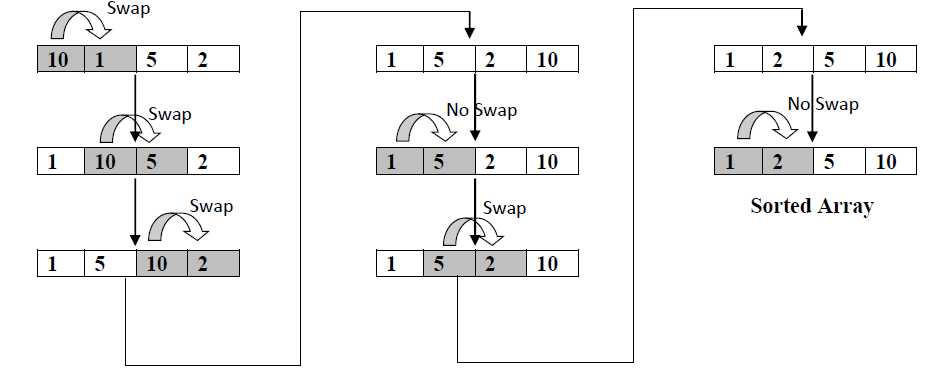 Swap
10 1 5 2
Swap
1 10 5 2
Swap
1 5 10 2
1 5 2 10
No Swap
1 5 2 10
Swap
1 5 2 10
1 2 5 10
No Swap
1 2 5 10
Sorted Array